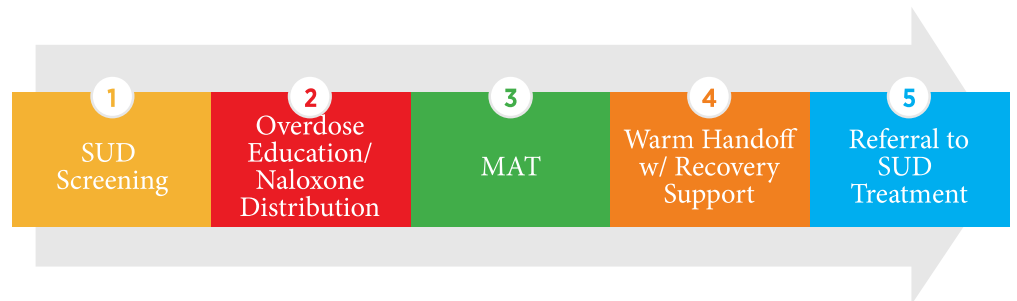 1
SUD
Screening
2
Overdose
Education/
Naloxone
Distribution
3
MAT
4
Warm Handoff
w/ Recovery
Support
5
Referral to
SUD
Treatment